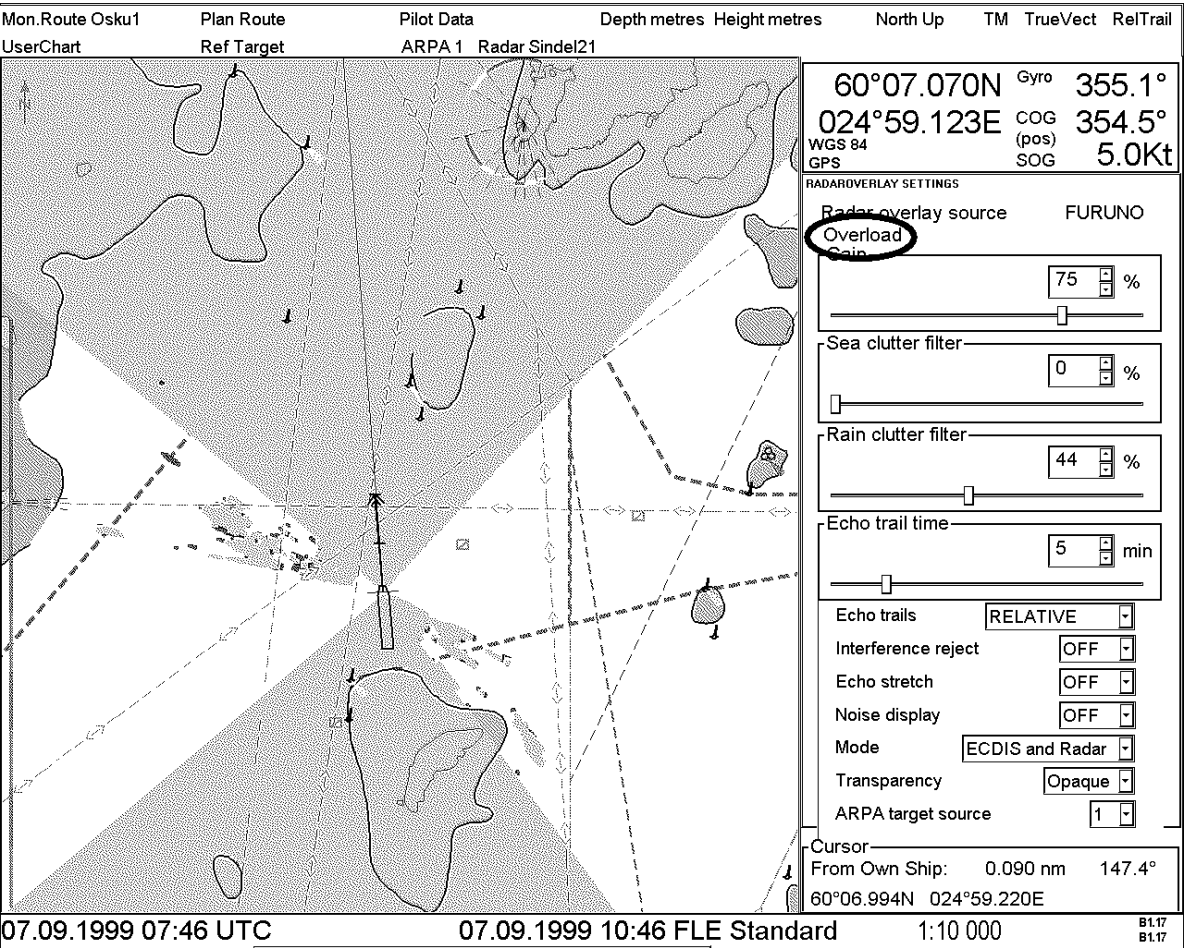 Mon.Route Osku1 Plan Route Pilot Data Depth metres Height metres North Up TM TrueVect RelTrail
UserChart Ref Target ARPA 1 Radar Sindel21
N
60°07.070N Gyro 355.1°
024°59.123E COG 354.5°
WGS 84 (pos)
GPS SOG 5.0Kt
RADAROVERLAY SETTINGS
Radar overlay source FURUNO
Overload
Gain
75 %
Sea clutter filter
0 %
Rain clutter filter
44 %
Echo trail time
5 min
Echo trails RELATIVE
Interference reject OFF
Echo stretch OFF
Noise display OFF
Mode ECDIS and Radar
Transparency Opaque
ARPA target source 1
Cursor
From Own Ship: 0.090 nm 147.4°
60°06.994N 024°59.220E
07.09.1999 07:46 UTC 07.09.1999 10:46 FLE Standard 1:10 000 B1.17
B1.17